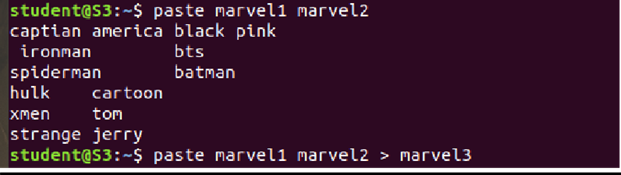 student@S3:~$ paste marvel1 marvel2
captian america black pink
 ironman        bts
spiderman       batman
hulk    cartoon
xmen    tom
strange jerry
student@S3:~$ paste marvel1 marvel2 > marvel3